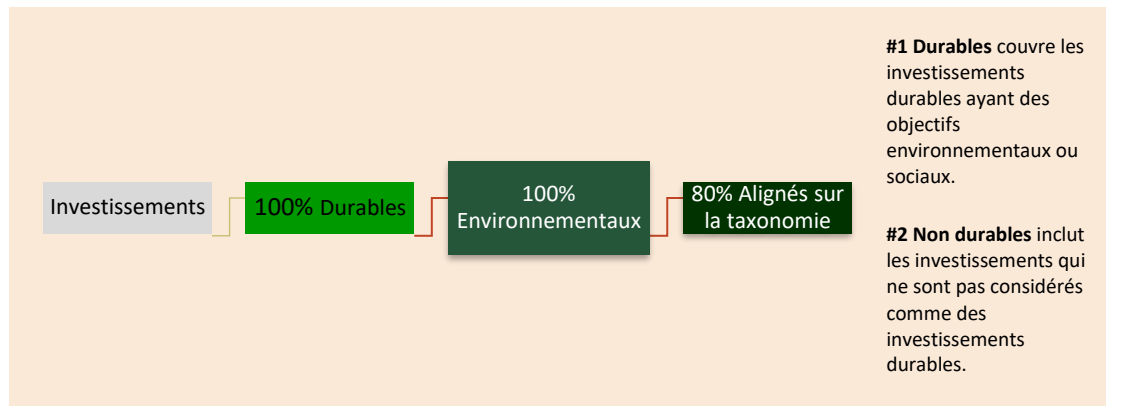 Investissements
100% Durables
100%
Environnementaux
80% Alignés sur
la taxonomie
#1 Durables couvre les
investissements
durables ayant des
objectifs
environnementaux ou
sociaux.
#2 Non durables inclut
les investissements qui
ne sont pas considérés
comme des
investissements
durables.